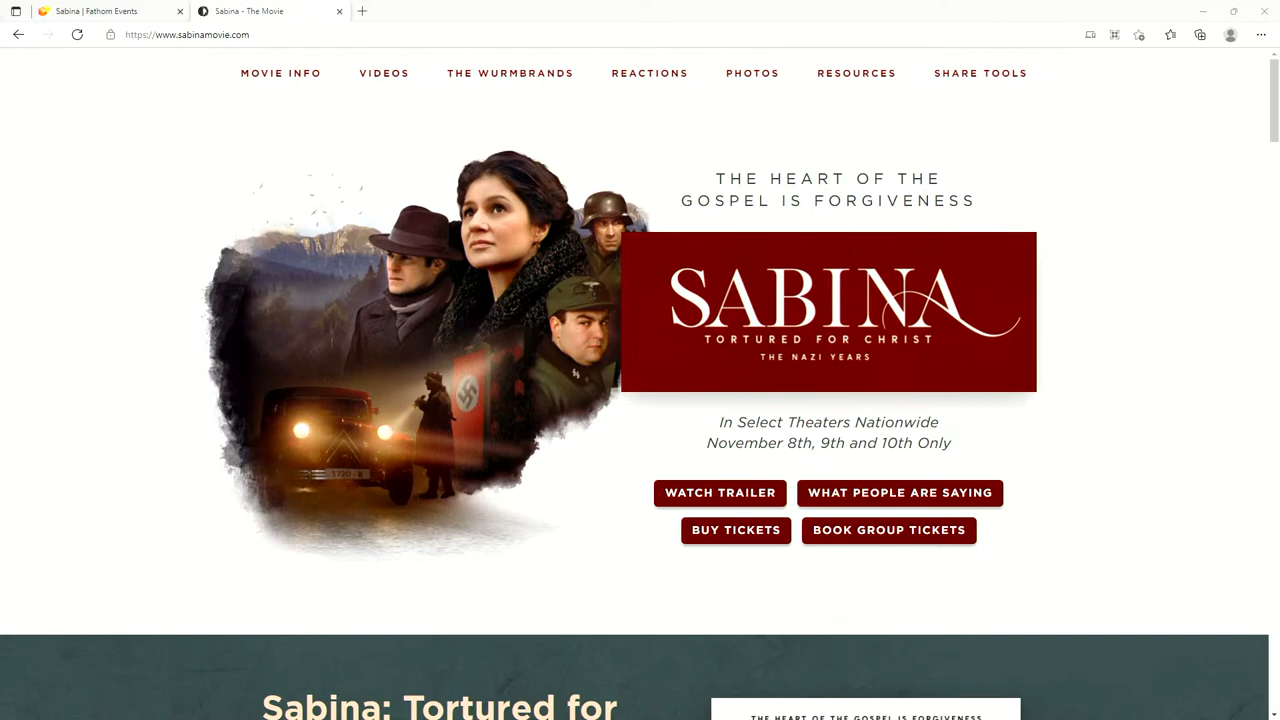 Sabina | Fathom Events
Sabina - The Movie
https://www.sabinamovie.com
MOVIE INFO
VIDEOS
THE WURMBRANDS
REACTIONS
PHOTOS
RESOURCES
SHARE TOOLS
THE HEART OF THE
GOSPEL IS FORGIVENESS
SABINA
TORTURED FOR CHRIST
THE NAZI YEARS
In Select Theaters Nationwide
November 8th, 9th and 10th Only
WATCH TRAILER
WHAT PEOPLE ARE SAYING
BUY TICKETS
BOOK GROUP TICKETS
1720 - B
Sabina: Tortured for
THE HEART OF THE GOSPEL IS FORGIVENESS